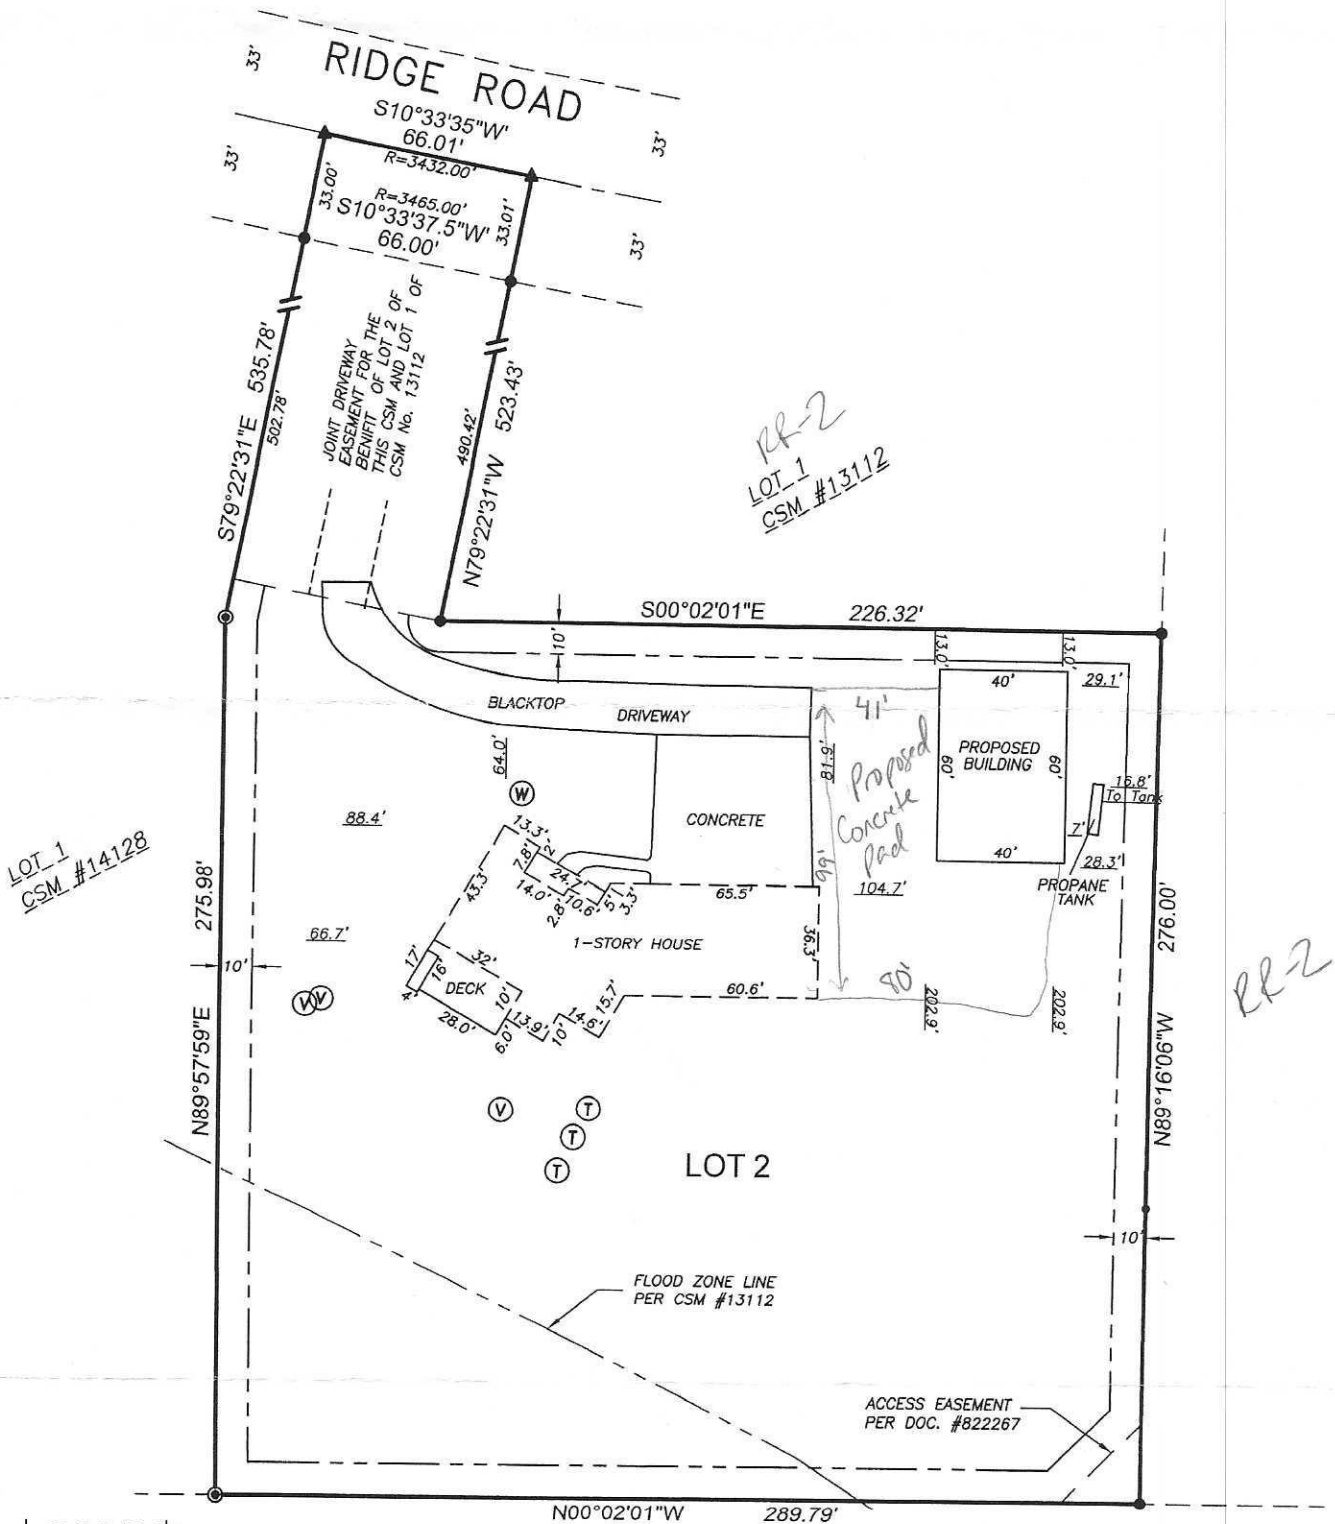 RIDGE ROAD
33'
33'
33'
33'
S10°33'35"W'
66.01'
R=3432.00'
33.00'
R=3465.00'
S10°33'37.5"W'
66.00'
33.01'
S79°22'31"E 535.78'
502.78'
JOINT DRIVEWAY
EASEMENT FOR THE
BENIFIT OF LOT 2 OF
THIS CSM AND LOT 1 OF
CSM No. 13112
490.42'
N79°22'31"W 523.43'
RR-2
LOT 1
CSM #13112
S00°02'01"E 226.32'
10'
13.0'
13.0'
40'
29.1'
BLACKTOP DRIVEWAY
41'
64.0'
81.9'
Proposed
Concrete
pad
99'
PROPOSED
BUILDING
60'
60'
16.8'
To Tank
7'
40'
28.3'
PROPANE
TANK
W
88.4'
CONCRETE
13.3'
2'
7.8'
24.7'
14.0'
10.6'
2.8'
5'
3.3'
65.5'
104.7'
43.3'
LOT 1
CSM #14128
275.98'
N89°57'59"E
66.7'
10'
1-STORY HOUSE
36.3'
17'
16'
32'
DECK
10'
4'
28.0'
6.0'
13.9'
10'
14.6'
15.7'
60.6'
80'
202.9'
202.9'
276.00'
N89°16'06"W
RR-2
V
V
V
T
T
T
LOT 2
10'
FLOOD ZONE LINE
PER CSM #13112
ACCESS EASEMENT
PER DOC. #822267
N00°02'01"W 289.79'